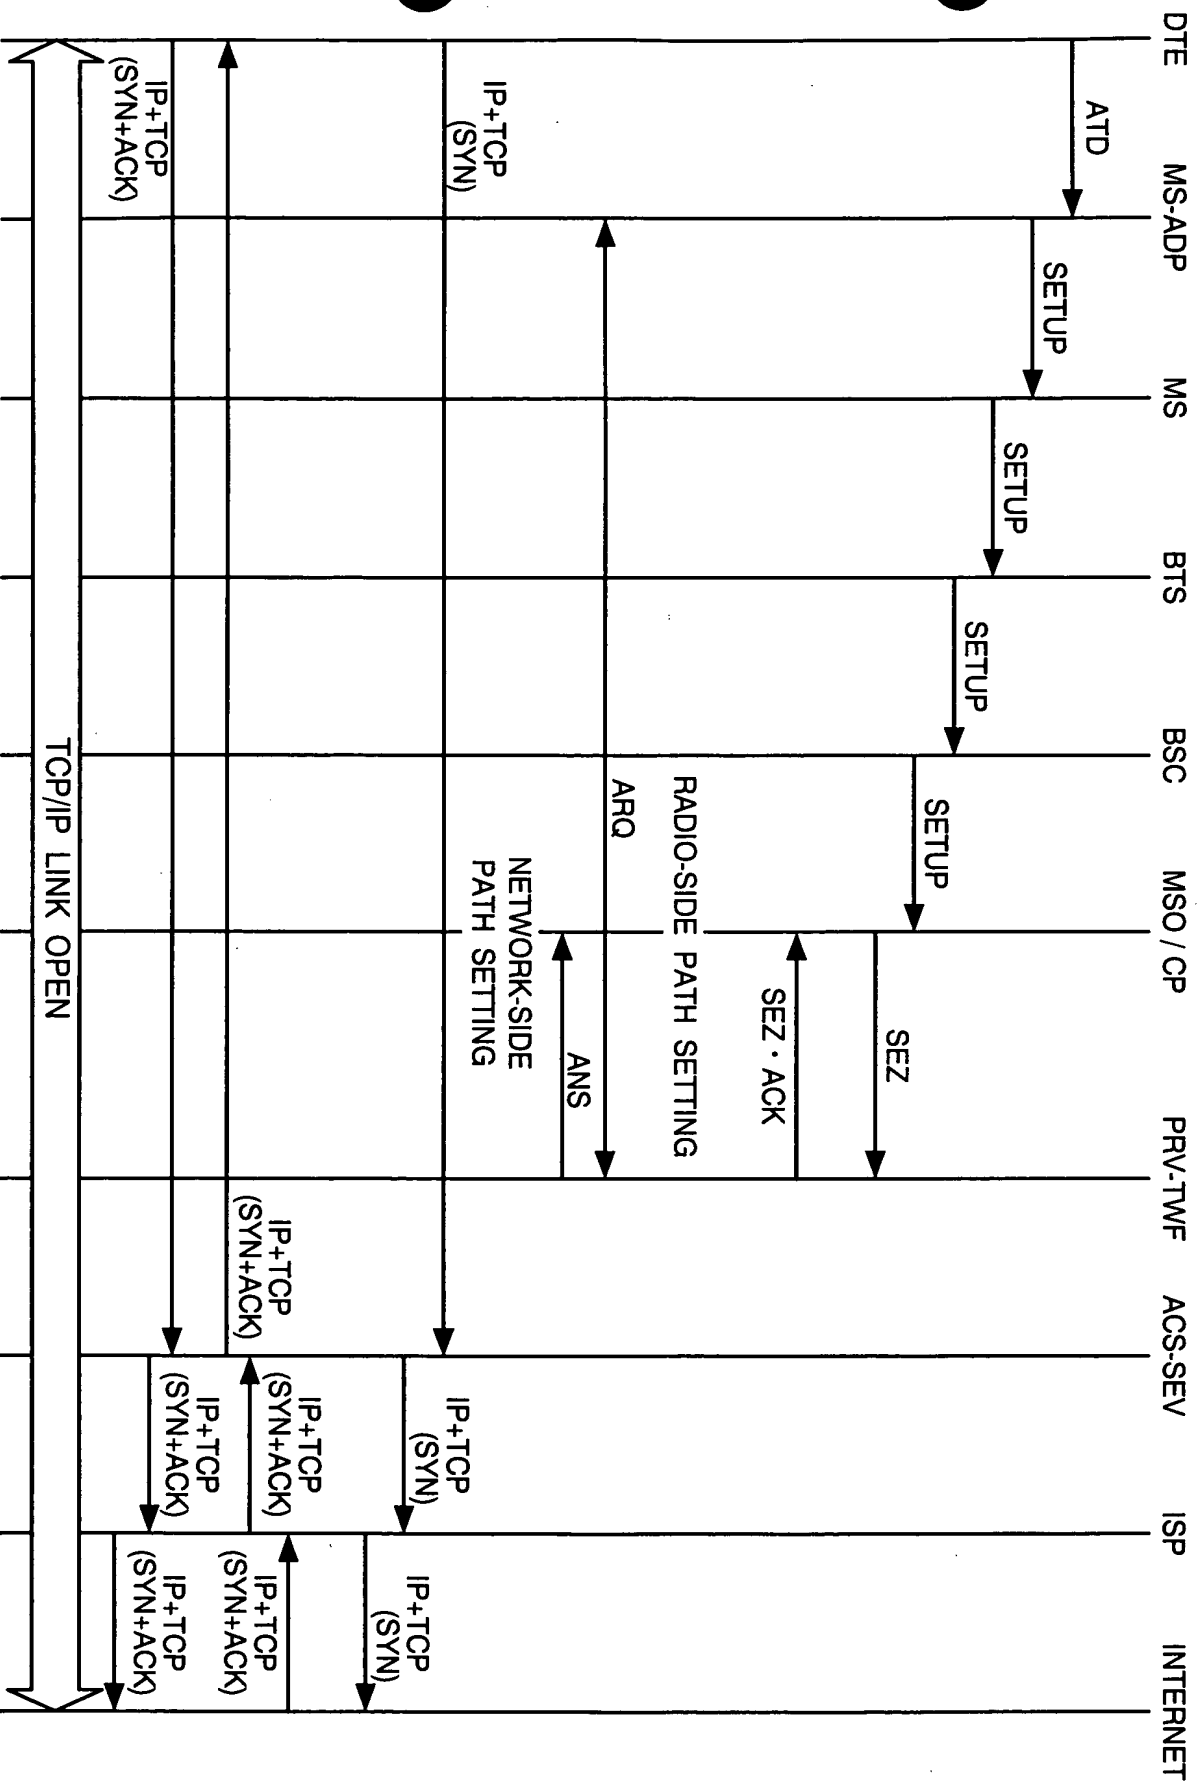 DTE
MS-ADP
MS
BTS
BSC
MSO / CP
PRV-TWF
ACS-SEV
ISP
INTERNET
ATD
SETUP
SETUP
SETUP
SETUP
SEZ
SEZ · ACK
RADIO-SIDE PATH SETTING
ARQ
ANS
NETWORK-SIDE
PATH SETTING
IP+TCP
(SYN)
IP+TCP
(SYN)
IP+TCP
(SYN)
IP+TCP
(SYN+ACK)
IP+TCP
(SYN+ACK)
IP+TCP
(SYN+ACK)
IP+TCP
(SYN+ACK)
IP+TCP
(SYN+ACK)
IP+TCP
(SYN+ACK)
TCP/IP LINK OPEN